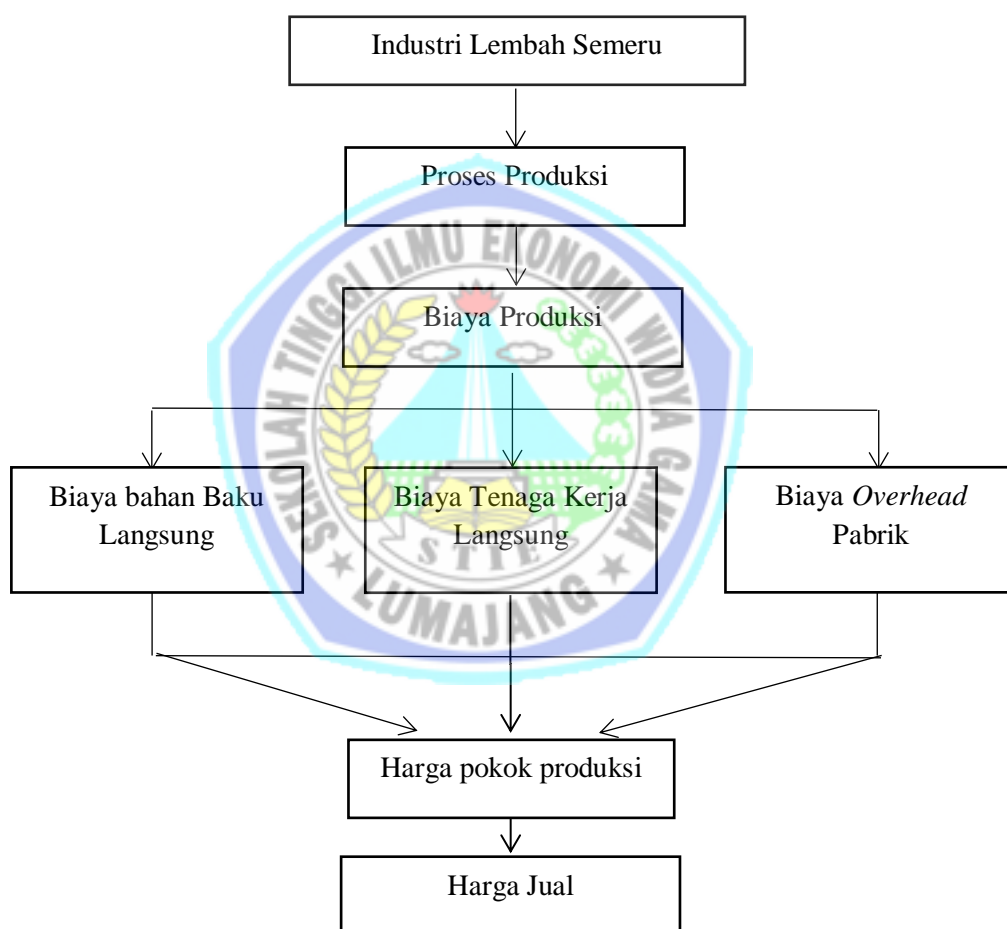 Industri Lembah Semeru
Proses Produksi
SEKOLAH TINGGI ILMU EKONOMI WIDYA GAMA
Biaya Produksi
Biaya bahan Baku
Langsung
Biaya Tenaga Kerja
Langsung
Biaya Overhead
Pabrik
S T I E
★ LUMAJANG ★
Harga pokok produksi
Harga Jual